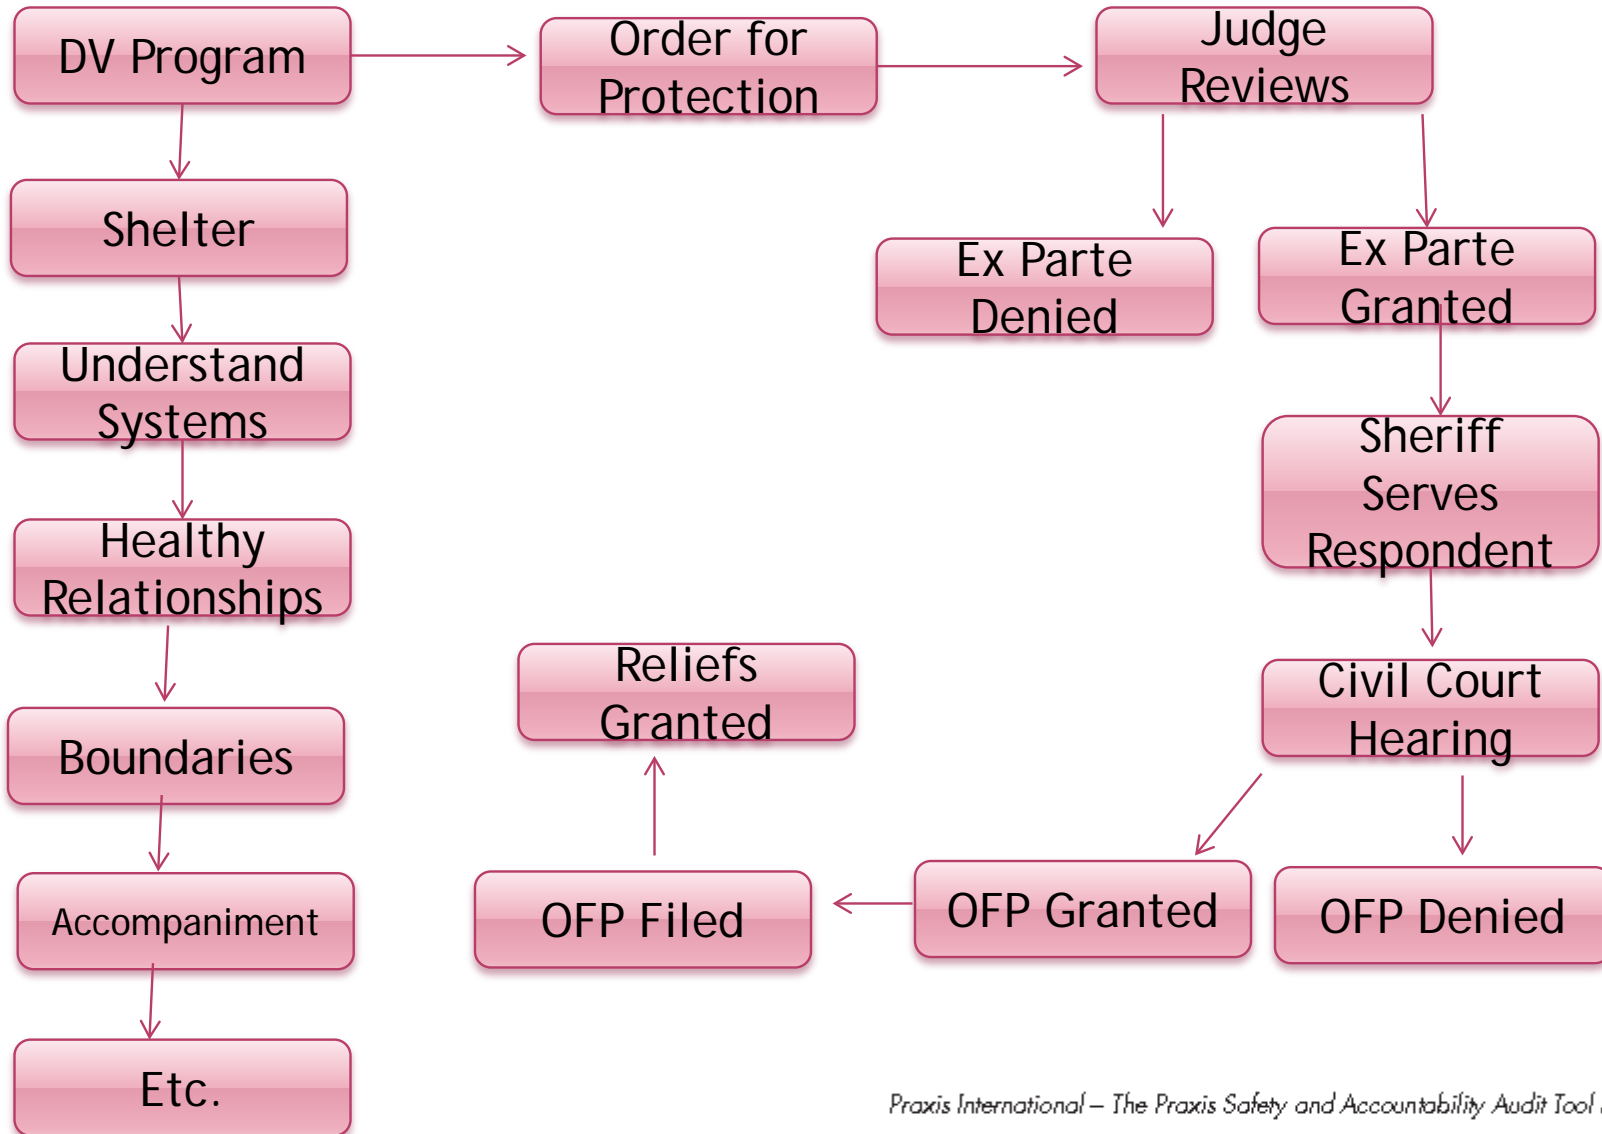 DV Program
Order for
Protection
Judge
Reviews
Shelter
Ex Parte
Denied
Ex Parte
Granted
Understand
Systems
Sheriff
Serves
Respondent
Healthy
Relationships
Reliefs
Granted
Civil Court
Hearing
Boundaries
Accompaniment
OFP Filed
OFP Granted
OFP Denied
Etc.
Praxis International – The Praxis Safety and Accountability Audit Tool